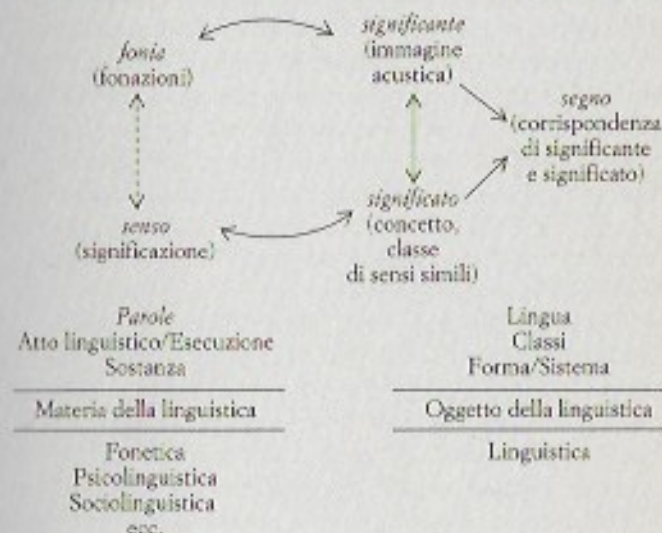 fonia
(fonazioni)
significante
(immagine
acustica)
segno
(corrispondenza
di significante
e significato)
senso
(significazione)
significato
(concetto,
classe
di sensi simili)
Parole
Atto linguistico/Esecuzione
Sostanza
Materia della linguistica
Fonetica
Psicolinguistica
Sociolinguistica
ecc.
Lingua
Classi
Forma/Sistema
Oggetto della linguistica
Linguistica